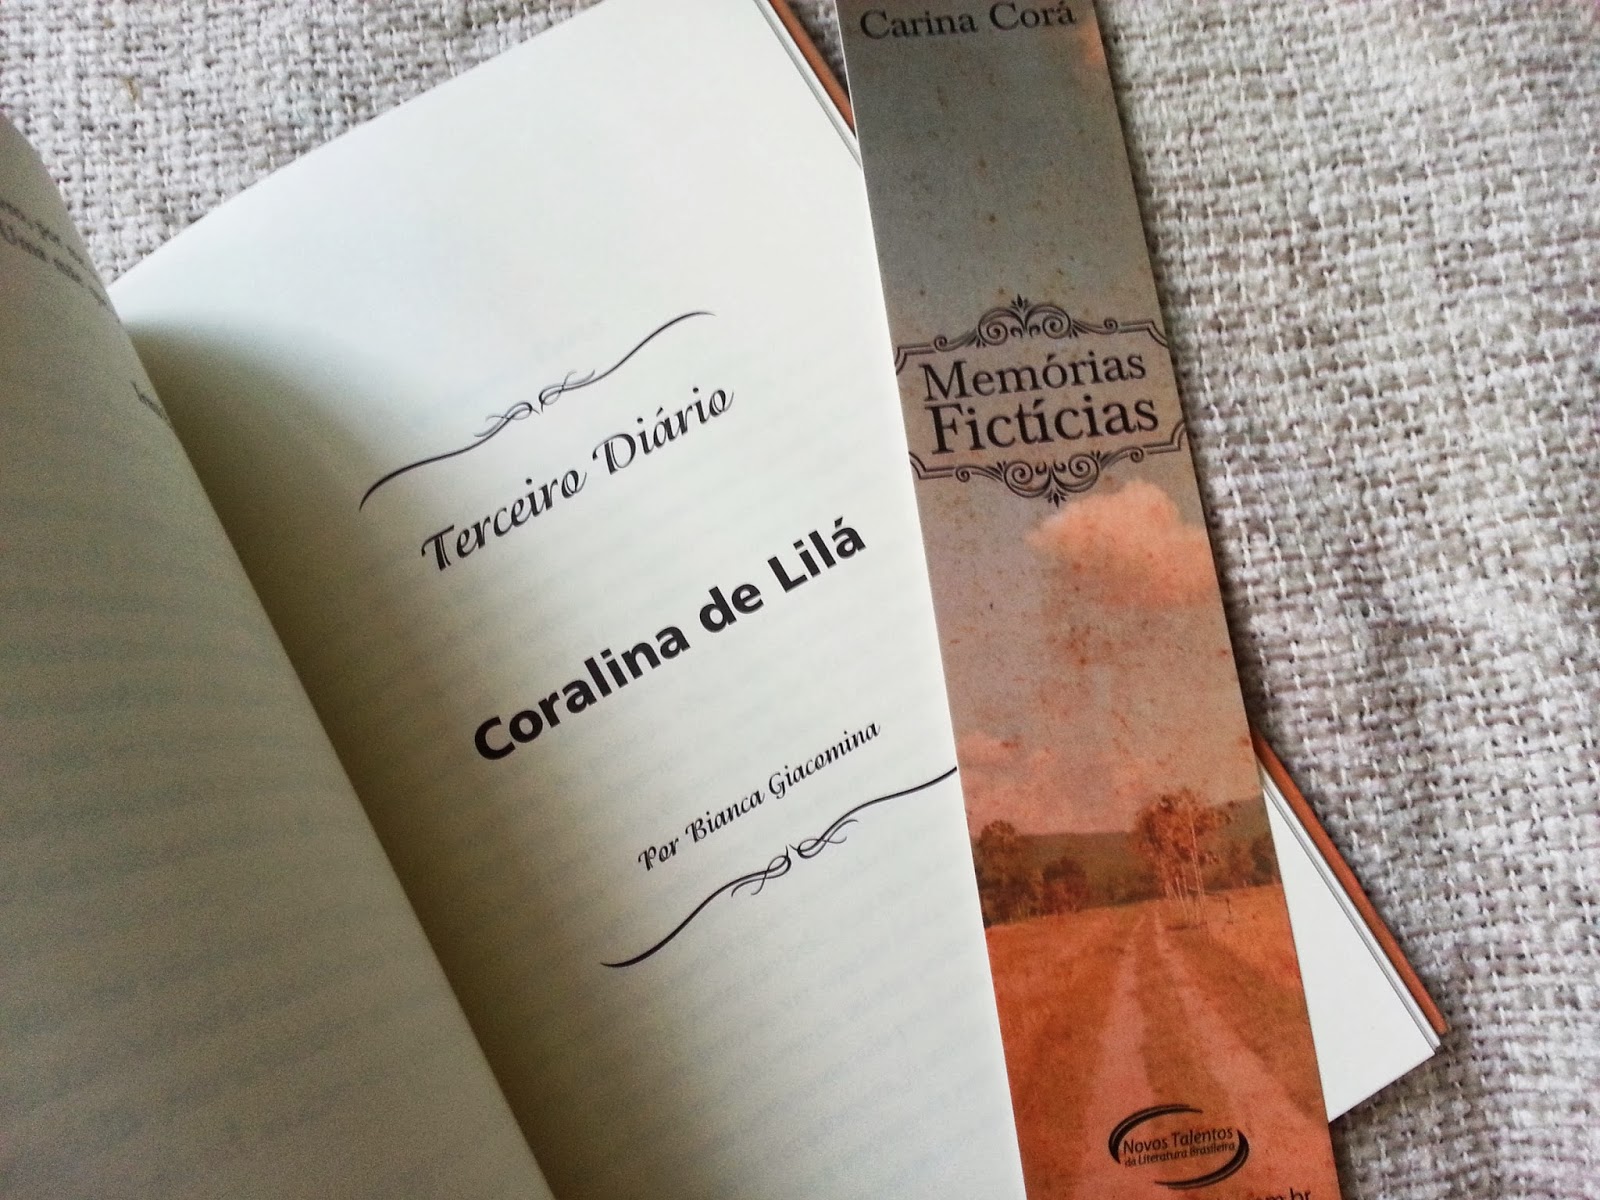 Terceiro Diário
Coralina de Lilá
Por Bianca Giacomina
Carina Corá
Memórias
Fictícias
Novos Talentos
da Literatura Brasileira